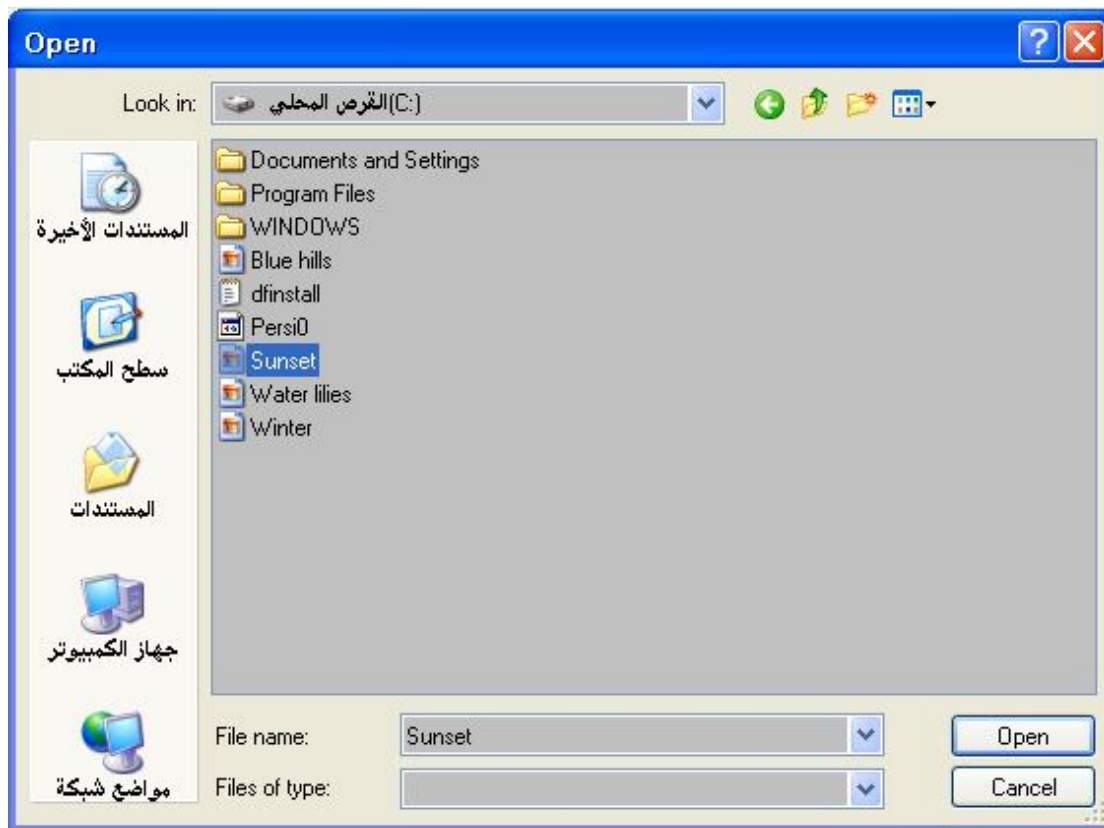 Open
Look in: القرص المحلي(C:)
المستندات الأخيرة
سطح المكتب
المستندات
جهاز الكمبيوتر
مواضع شبكة
Documents and Settings
Program Files
WINDOWS
Blue hills
dfinstall
Persi0
Sunset
Water lilies
Winter
File name: Sunset Open
Files of type: Cancel